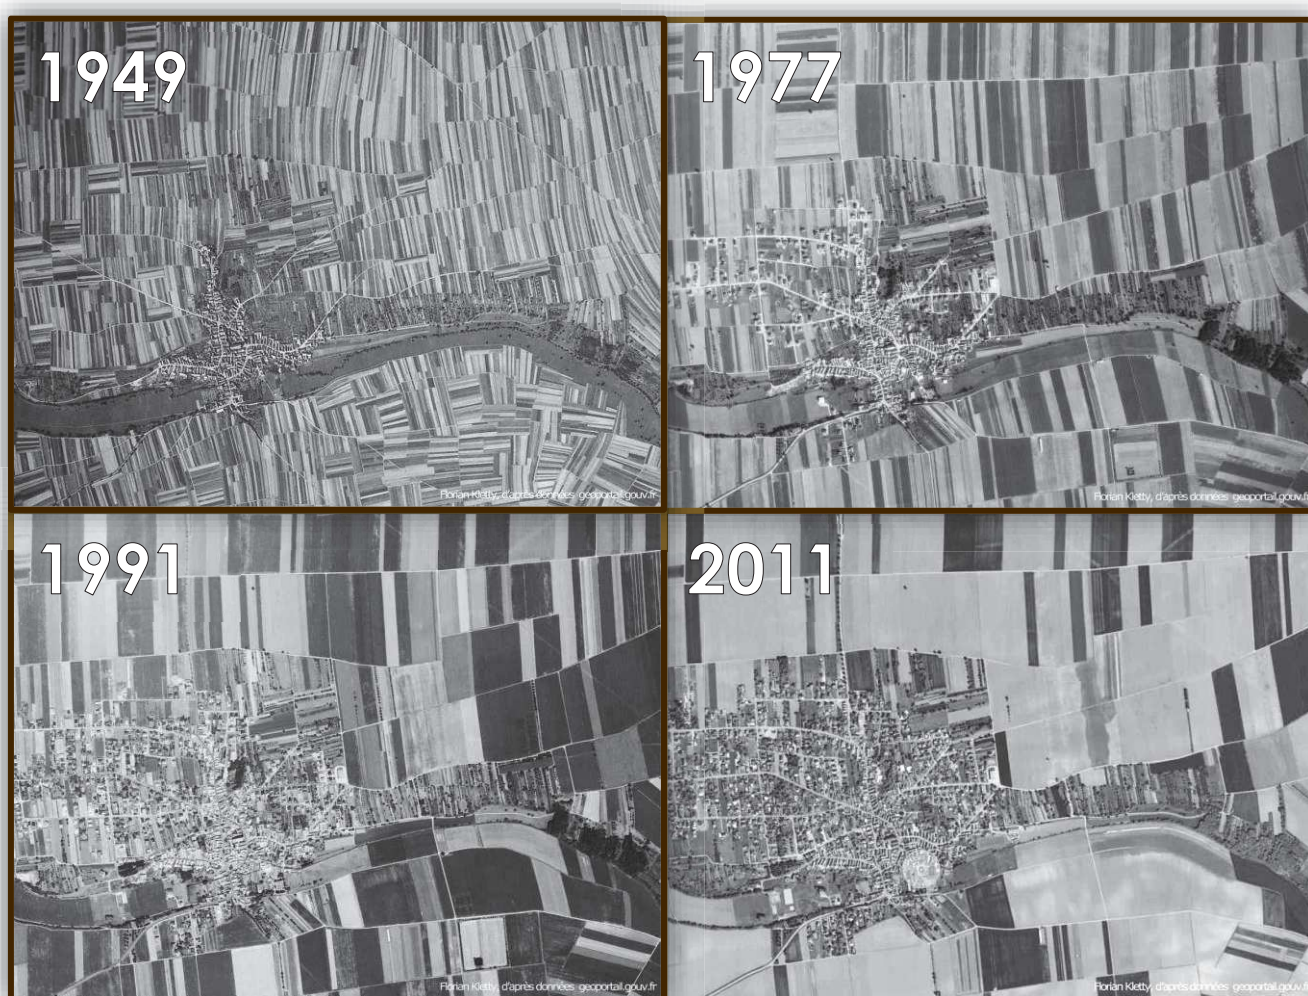 1949
1977
Florian Kletty, d'après données geoportail.gouv.fr
Florian Kletty, d'après données geoportail.gouv.fr
1991
2011
Florian Kletty, d'après données geoportail.gouv.fr
Florian Kletty, d'après données geoportail.gouv.fr